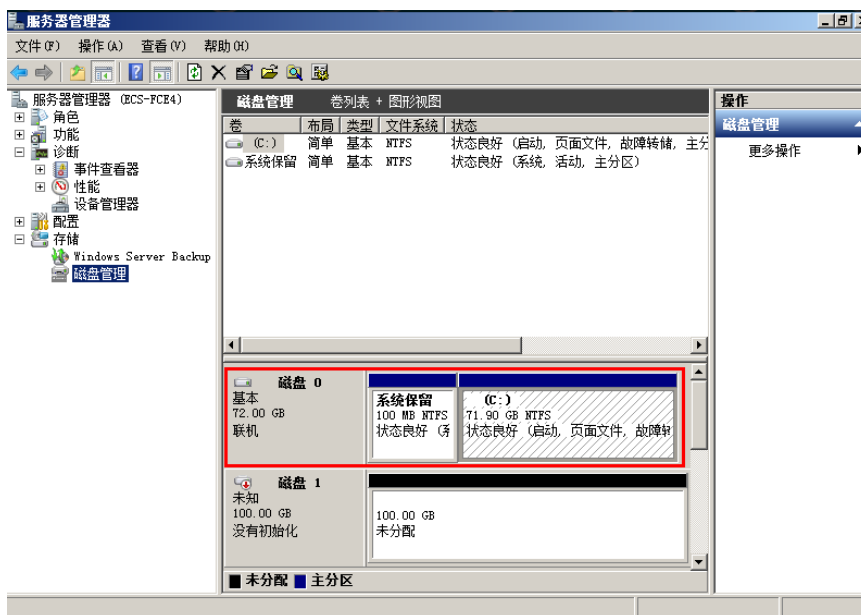 服务器管理器
文件(F) 操作(A) 查看(V) 帮助(H)
服务器管理器 (ECS-FCE4)
角色
功能
诊断
事件查看器
性能
设备管理器
配置
存储
Windows Server Backup
磁盘管理
磁盘管理 卷列表 + 图形视图
卷 布局 类型 文件系统 状态
(C:) 简单 基本 NTFS 状态良好 (启动, 页面文件, 故障转储, 主分
系统保留 简单 基本 NTFS 状态良好 (系统, 活动, 主分区)
磁盘 0
基本
72.00 GB
联机
系统保留
100 MB NTFS
状态良好 (系
(C:)
71.90 GB NTFS
状态良好 (启动, 页面文件, 故障转
磁盘 1
未知
100.00 GB
没有初始化
100.00 GB
未分配
未分配 主分区
操作
磁盘管理
更多操作